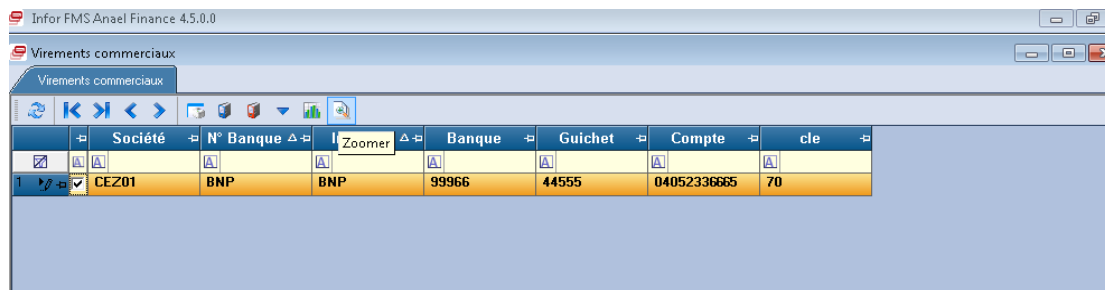 Infor FMS Anael Finance 4.5.0.0
Virements commerciaux
Virements commerciaux
Société N° Banque Zoomer Banque Guichet Compte cle
1 CEZ01 BNP BNP 99966 44555 04052336665 70